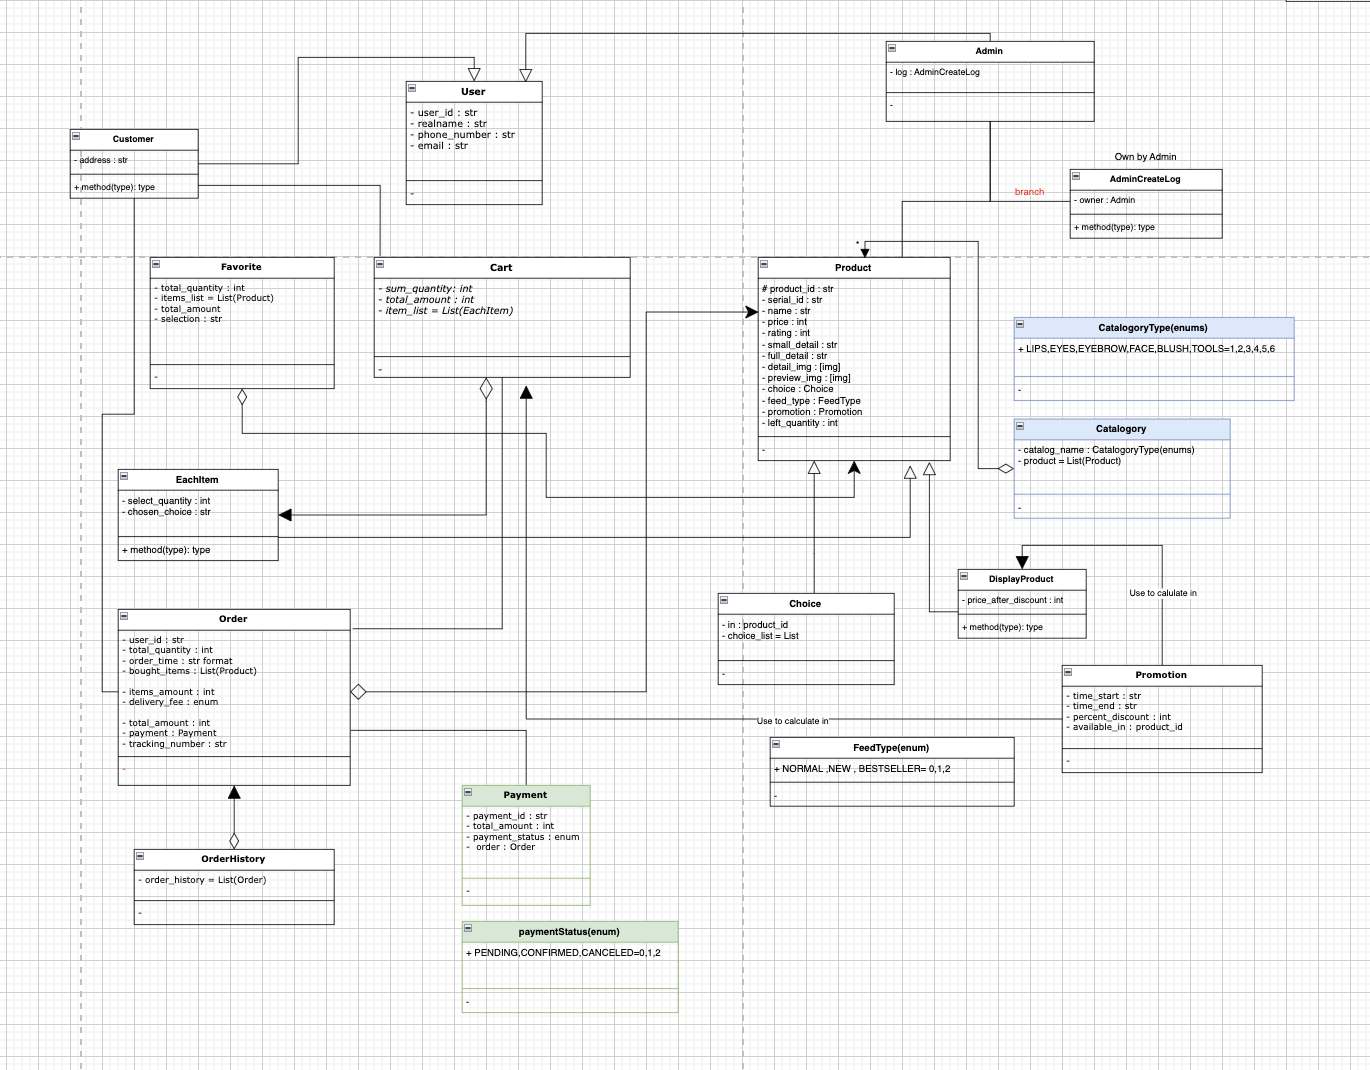 Admin
- log : AdminCreateLog
-
User
- user_id : str
- realname : str
- phone_number : str
- email : str
-
Customer
- address : str
+ method(type): type
Own by Admin
AdminCreateLog
- owner : Admin
+ method(type): type
branch
*
Favorite
- total_quantity : int
- items_list = List(Product)
- total_amount
- selection : str
-
Cart
- sum_quantity: int
- total_amount : int
- item_list = List(EachItem)
-
Product
# product_id : str
- serial_id : str
- name : str
- price : int
- rating : int
- small_detail : str
- full_detail : str
- detail_img : [img]
- preview_img : [img]
- choice : Choice
- feed_type : FeedType
- promotion : Promotion
- left_quantity : int
-
CatalogoryType(enums)
+ LIPS,EYES,EYEBROW,FACE,BLUSH,TOOLS=1,2,3,4,5,6
-
Catalogory
- catalog_name : CatalogoryType(enums)
- product = List(Product)
-
EachItem
- select_quantity : int
- chosen_choice : str
+ method(type): type
DisplayProduct
- price_after_discount : int
+ method(type): type
Use to calulate in
Choice
- in : product_id
- choice_list = List
-
Order
- user_id : str
- total_quantity : int
- order_time : str format
- bought_items : List(Product)
- items_amount : int
- delivery_fee : enum
- total_amount : int
- payment : Payment
- tracking_number : str
-
Promotion
- time_start : str
- time_end : str
- percent_discount : int
- available_in : product_id
-
Use to calculate in
FeedType(enum)
+ NORMAL ,NEW , BESTSELLER= 0,1,2
-
Payment
- payment_id : str
- total_amount : int
- payment_status : enum
- order : Order
-
OrderHistory
- order_history = List(Order)
-
paymentStatus(enum)
+ PENDING,CONFIRMED,CANCELED=0,1,2
-